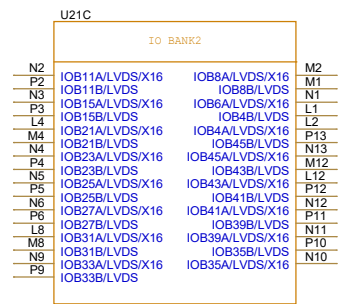 U21C
IO BANK2
N2 IOB11A/LVDS/X16 IOB8A/LVDS/X16 M2
P2 IOB11B/LVDS IOB8B/LVDS M1
N3 IOB15A/LVDS/X16 IOB6A/LVDS/X16 N1
P3 IOB15B/LVDS IOB4B/LVDS L1
L4 IOB21A/LVDS/X16 IOB4A/LVDS/X16 L2
M4 IOB21B/LVDS IOB45B/LVDS P13
N4 IOB23A/LVDS/X16 IOB45A/LVDS/X16 N13
P4 IOB23B/LVDS IOB43B/LVDS M12
N5 IOB25A/LVDS/X16 IOB43A/LVDS/X16 L12
P5 IOB25B/LVDS IOB41B/LVDS P12
N6 IOB27A/LVDS/X16 IOB41A/LVDS/X16 N12
P6 IOB27B/LVDS IOB39B/LVDS P11
L8 IOB31A/LVDS/X16 IOB39A/LVDS/X16 N11
M8 IOB31B/LVDS IOB35B/LVDS P10
N9 IOB33A/LVDS/X16 IOB35A/LVDS/X16 N10
P9 IOB33B/LVDS